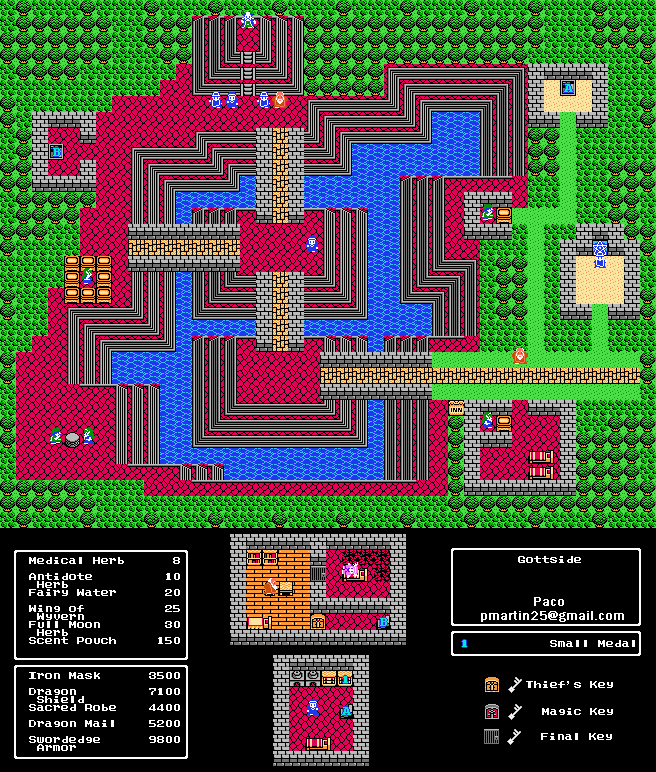 B
A
INN
Medical Herb 8
Antidote 10
Herb
Fairy Water 20
Wing of 25
Wyvern
Full Moon 30
Herb
Scent Pouch 150
Iron Mask 3500
Dragon 7100
Shield
Sacred Robe 4400
Dragon Mail 5200
Swordedge 9800
Armor
B
A
Gottside
Paco
pmartin25@gmail.com
1 Small Medal
Thief's Key
Magic Key
Final Key